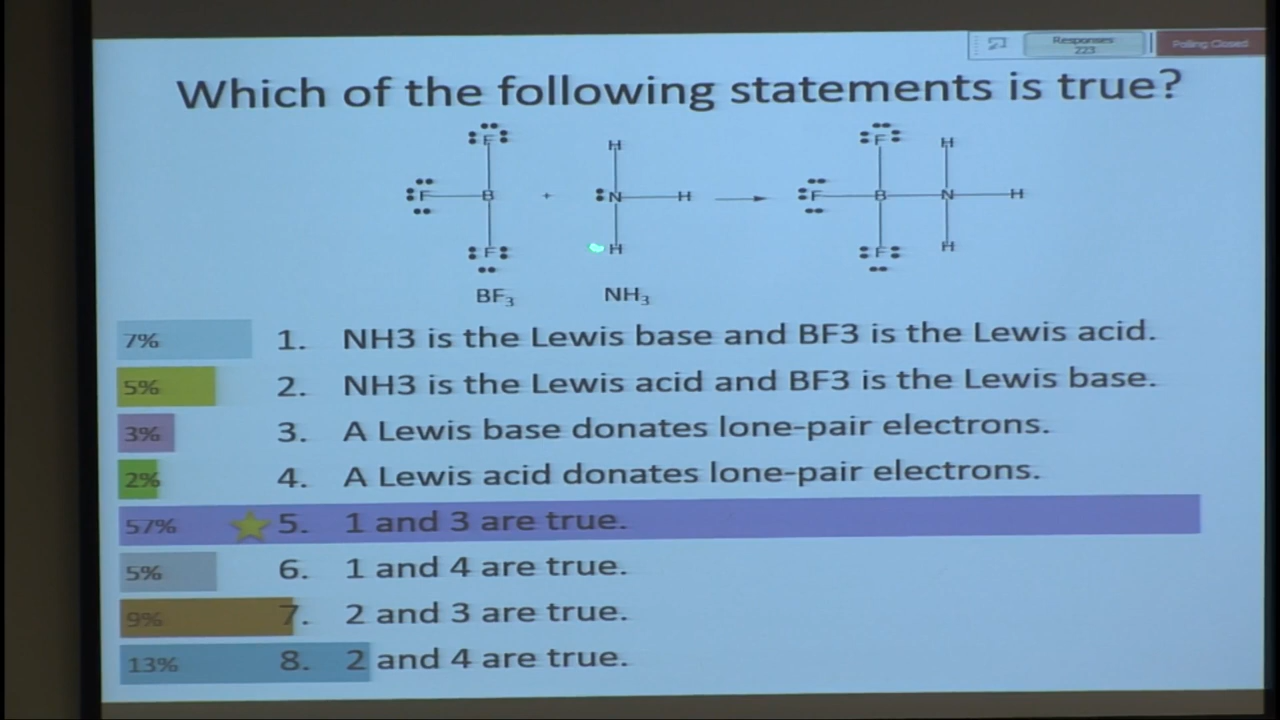 Responses:
223
Polling Closed
Which of the following statements is true?
F F H H
F B + N H F B N H
F H F H
BF3 NH3
7% 1. NH3 is the Lewis base and BF3 is the Lewis acid.
5% 2. NH3 is the Lewis acid and BF3 is the Lewis base.
3% 3. A Lewis base donates lone-pair electrons.
2% 4. A Lewis acid donates lone-pair electrons.
57% 5. 1 and 3 are true.
5% 6. 1 and 4 are true.
9% 7. 2 and 3 are true.
13% 8. 2 and 4 are true.